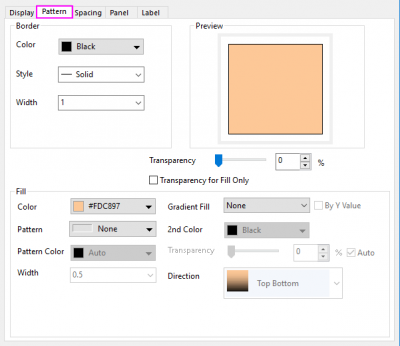 Display Pattern Spacing Panel Label
Border
Color Black
Style Solid
Width 1
Preview
Transparency 0 %
Transparency for Fill Only
Fill
Color #FDC897
Pattern None
Pattern Color Auto
Width 0.5
Gradient Fill None By Y Value
2nd Color Black
Transparency 0 % Auto
Direction Top Bottom